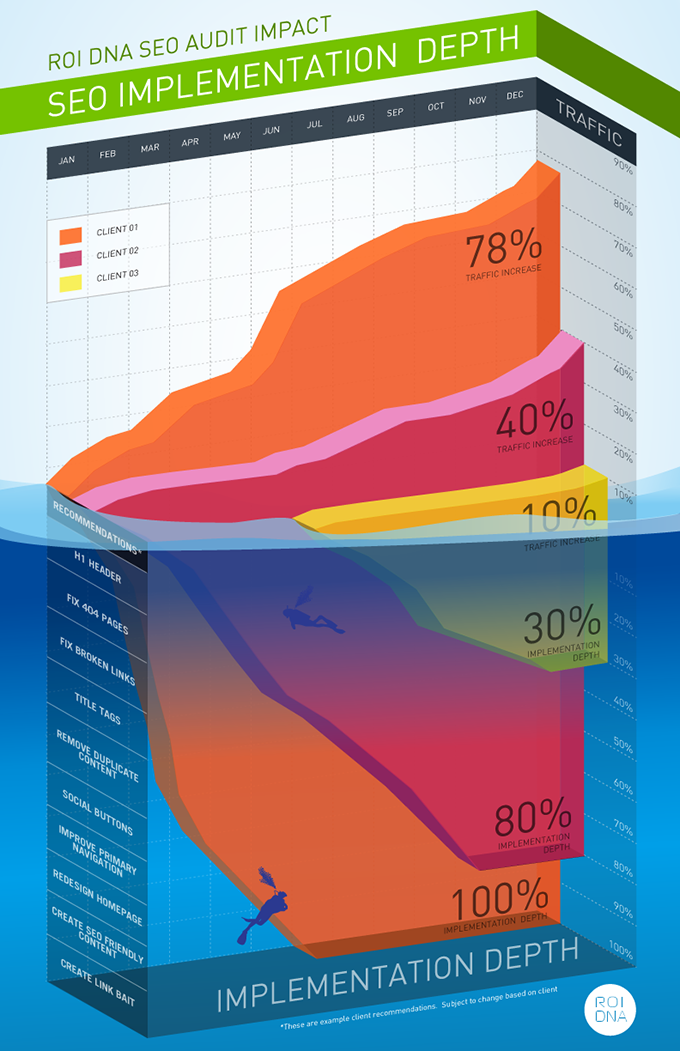 ROI DNA SEO AUDIT IMPACT
SEO IMPLEMENTATION DEPTH
JAN FEB MAR APR MAY JUN JUL AUG SEP OCT NOV DEC
TRAFFIC
90%
80%
70%
60%
50%
40%
30%
20%
10%
CLIENT 01
CLIENT 02
CLIENT 03
78%
TRAFFIC INCREASE
40%
TRAFFIC INCREASE
10%
TRAFFIC INCREASE
RECOMMENDATIONS*
H1 HEADER
FIX 404 PAGES
FIX BROKEN LINKS
TITLE TAGS
REMOVE DUPLICATE
CONTENT
SOCIAL BUTTONS
IMPROVE PRIMARY
NAVIGATION
REDESIGN HOMEPAGE
CREATE SEO FRIENDLY
CONTENT
CREATE LINK BAIT
30%
IMPLEMENTATION
DEPTH
80%
IMPLEMENTATION
DEPTH
100%
IMPLEMENTATION DEPTH
10%
20%
30%
40%
50%
60%
70%
80%
90%
100%
IMPLEMENTATION DEPTH
*These are example client recommendations. Subject to change based on client
ROI
DNA